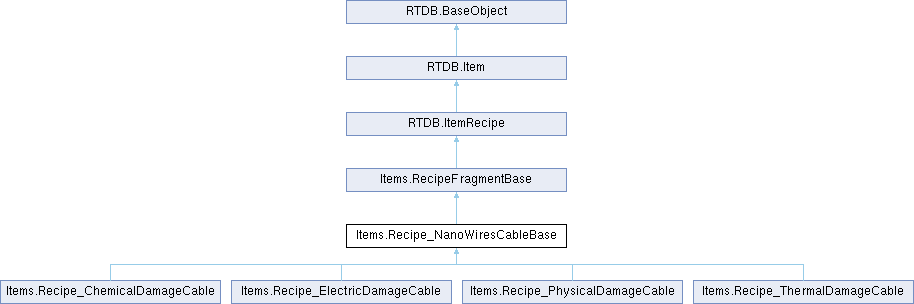 RTDB.BaseObject
RTDB.Item
RTDB.ItemRecipe
Items.RecipeFragmentBase
Items.Recipe_NanoWiresCableBase
Items.Recipe_ChemicalDamageCable
Items.Recipe_ElectricDamageCable
Items.Recipe_PhysicalDamageCable
Items.Recipe_ThermalDamageCable